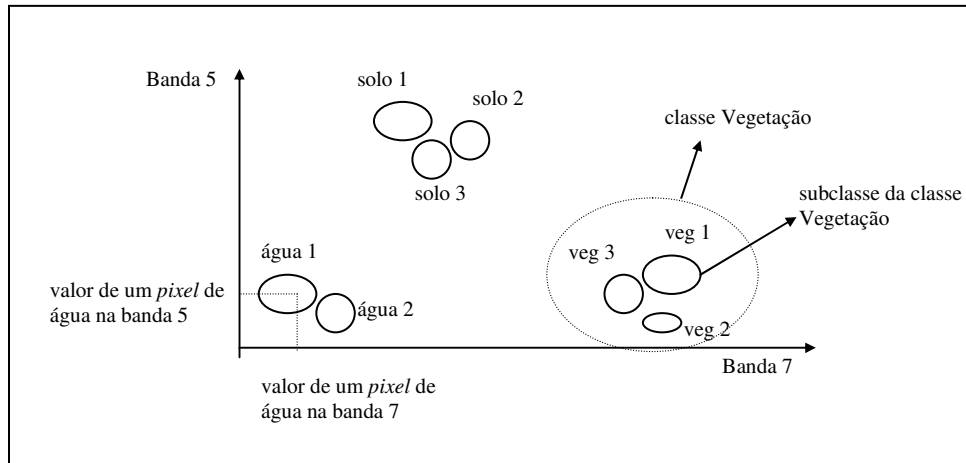 Banda 5
solo 1
solo 2
solo 3
classe Vegetação
subclasse da classe
Vegetação
veg 1
veg 3
veg 2
água 1
água 2
valor de um pixel de
água na banda 5
Banda 7
valor de um pixel de
água na banda 7